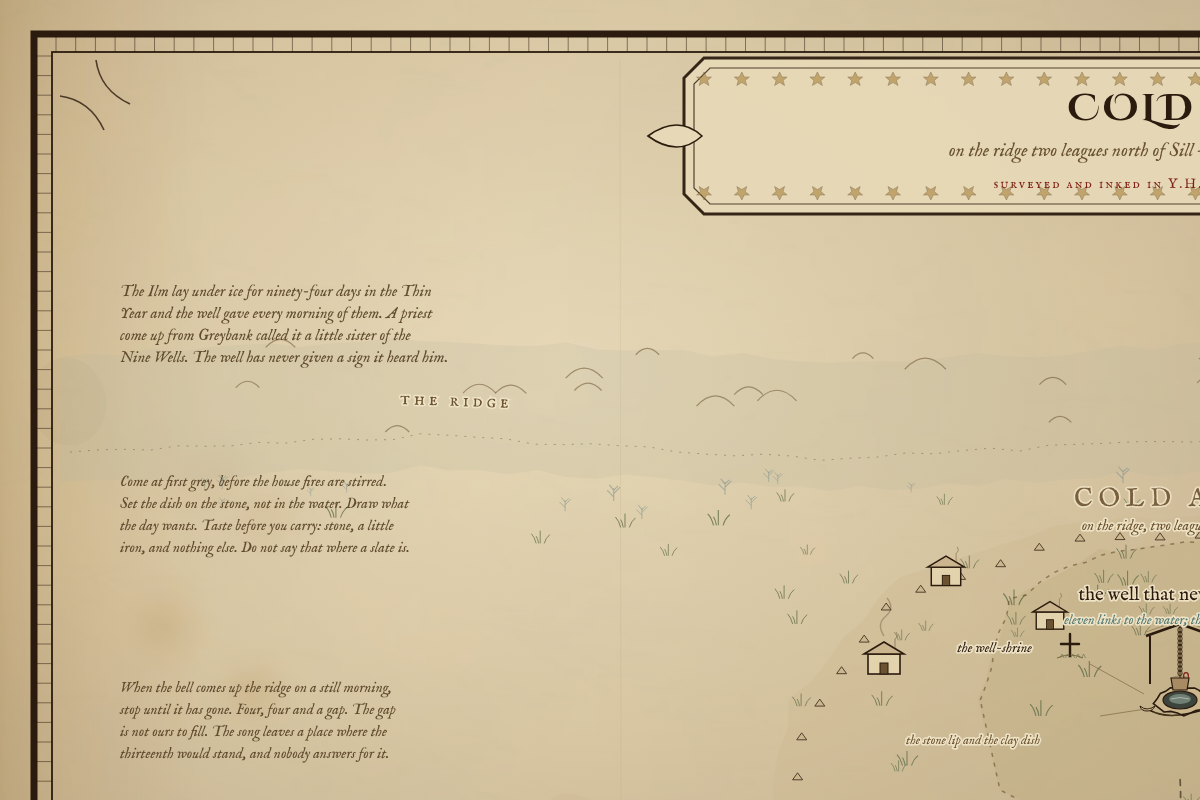 COLD
on the ridge two leagues north of Sill
SURVEYED AND INKED IN Y.H.
The Ilm lay under ice for ninety-four days in the Thin
Year and the well gave every morning of them. A priest
come up from Greybank called it a little sister of the
Nine Wells. The well has never given a sign it heard him.
THE RIDGE
Come at first grey, before the house fires are stirred.
Set the dish on the stone, not in the water. Draw what
the day wants. Taste before you carry: stone, a little
iron, and nothing else. Do not say that where a slate is.
COLD A
on the ridge, two leagu
the well that nev
eleven links to the water; th
the well-shrine
When the bell comes up the ridge on a still morning,
stop until it has gone. Four, four and a gap. The gap
is not ours to fill. The song leaves a place where the
thirteenth would stand, and nobody answers for it.
the stone lip and the clay dish